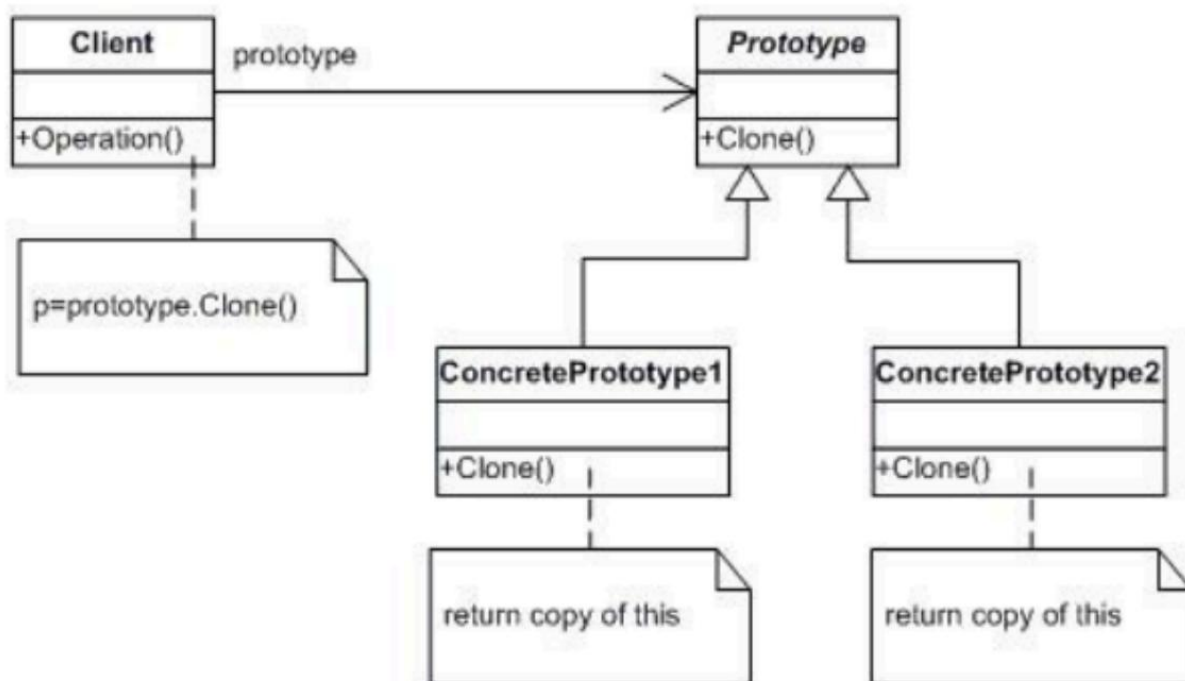 Client
prototype
Prototype
+Operation()
+Clone()
p=prototype.Clone()
ConcretePrototype1
ConcretePrototype2
+Clone()
+Clone()
return copy of this
return copy of this